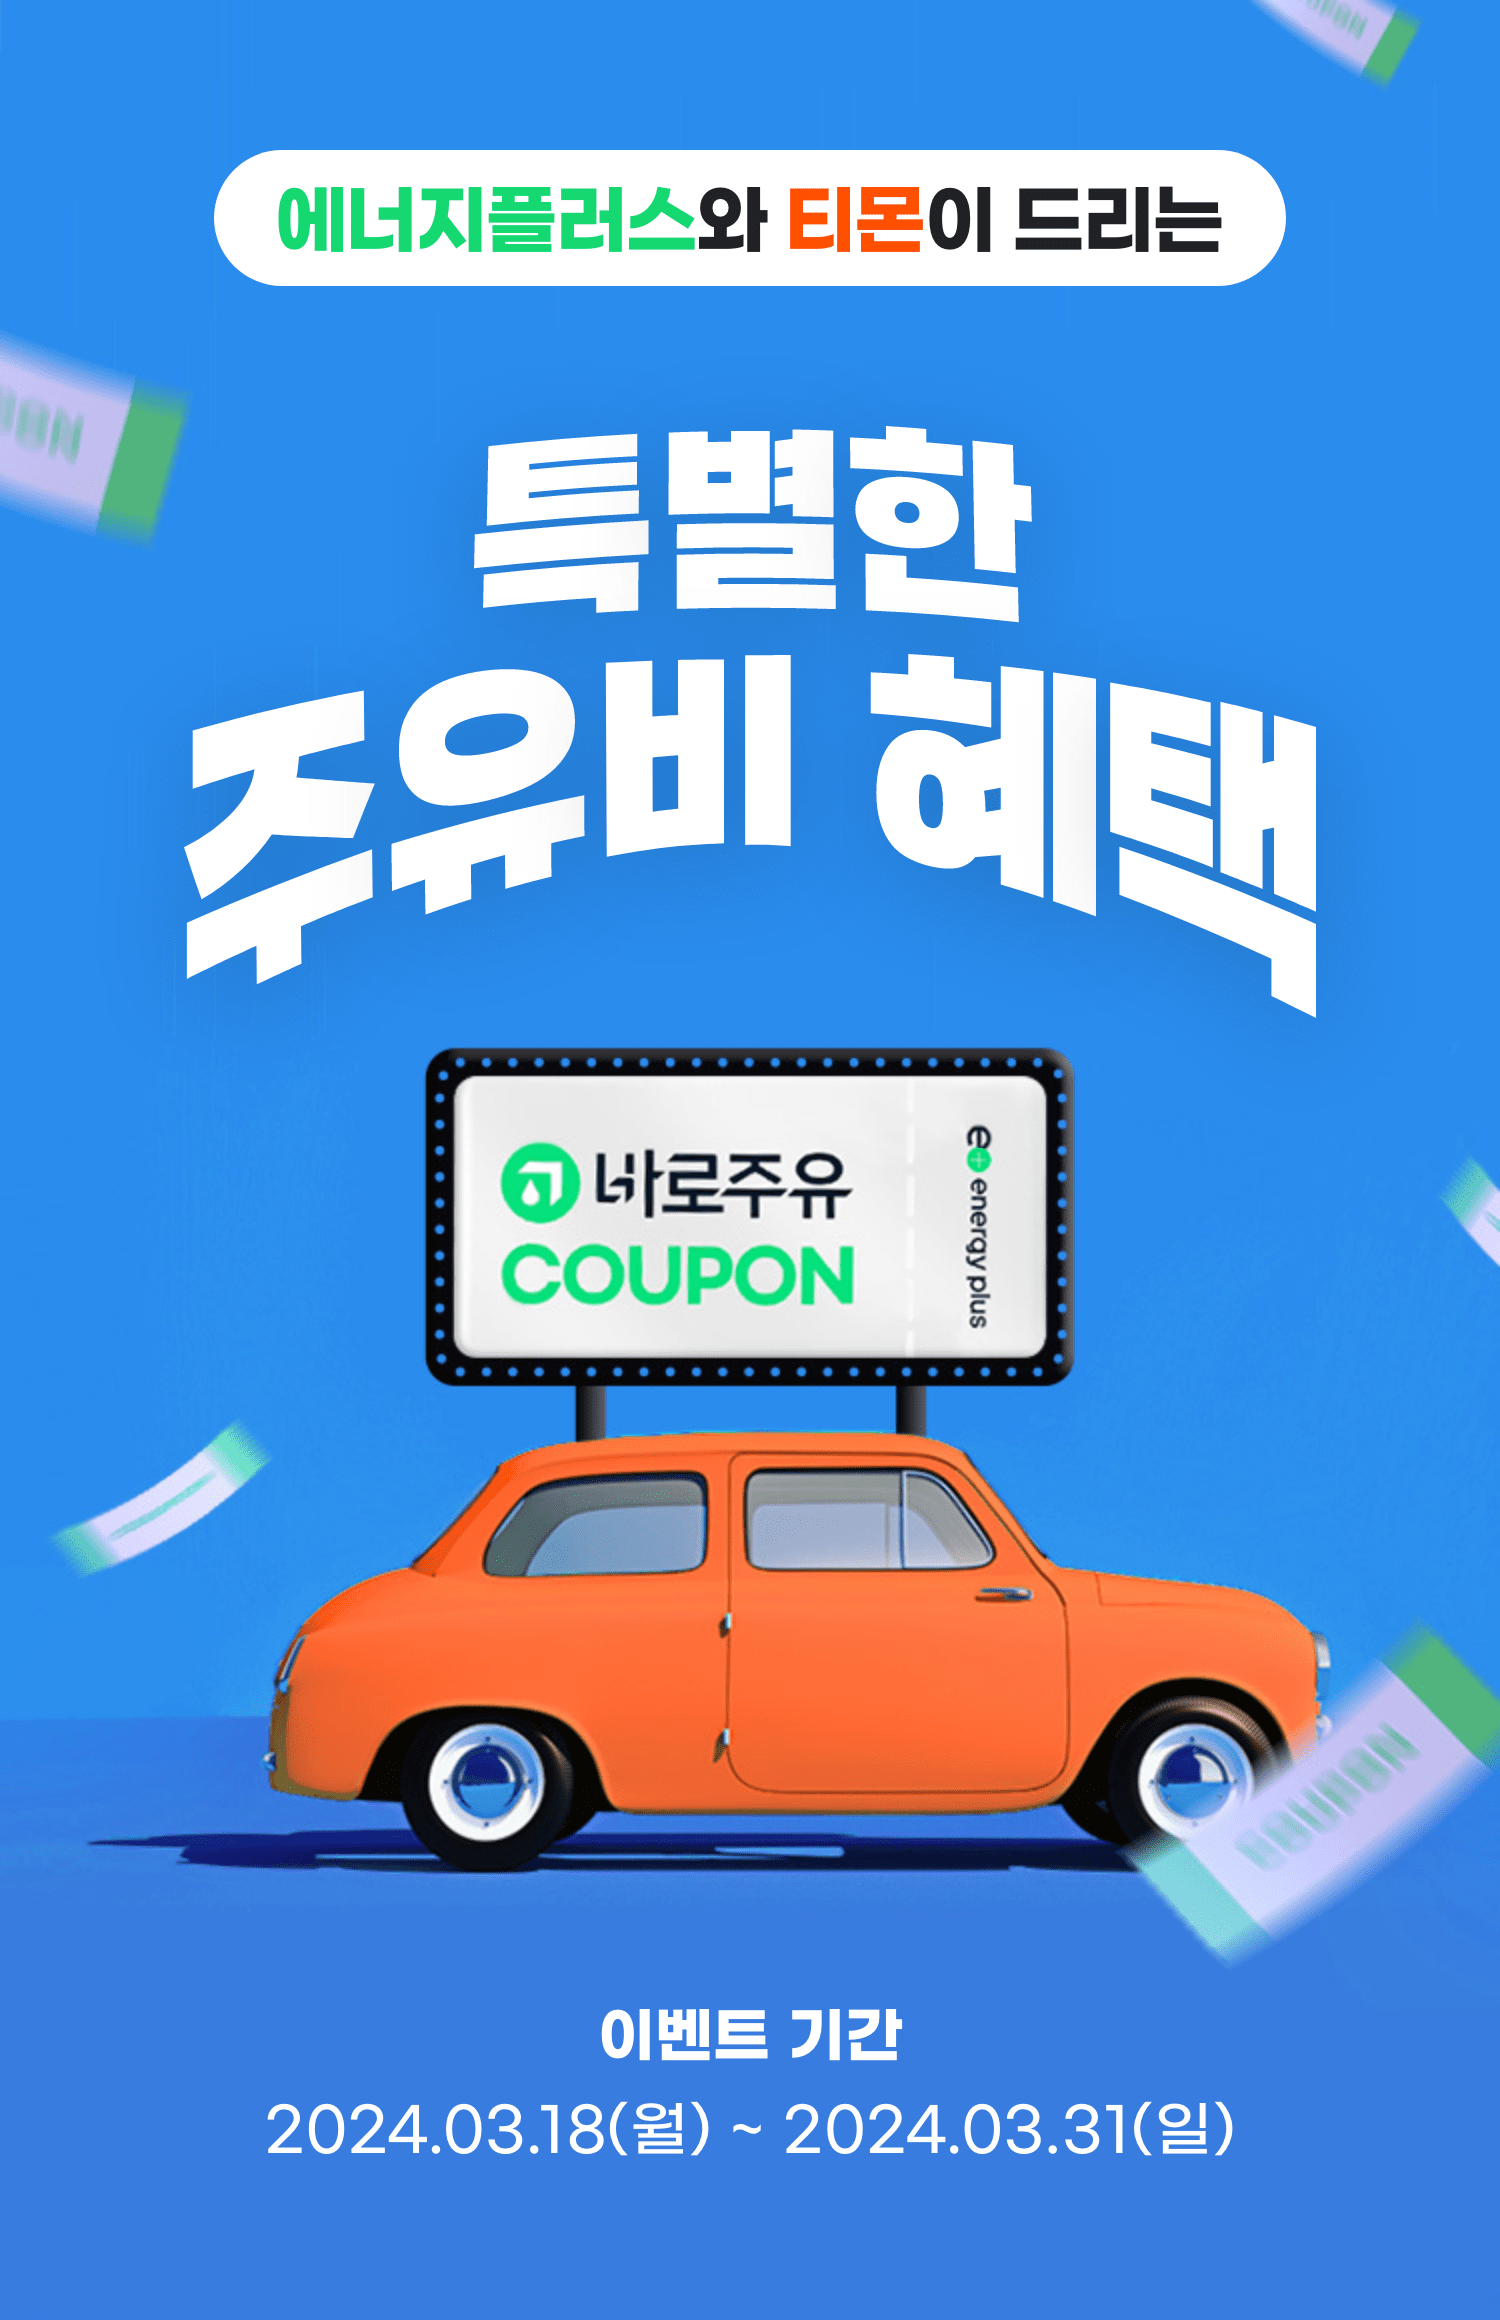 에너지플러스와 티몬이 드리는
특별한
주유비 혜택
바로주유
COUPON
energy plus
COUPON
이벤트 기간
2024.03.18(월) ~ 2024.03.31(일)